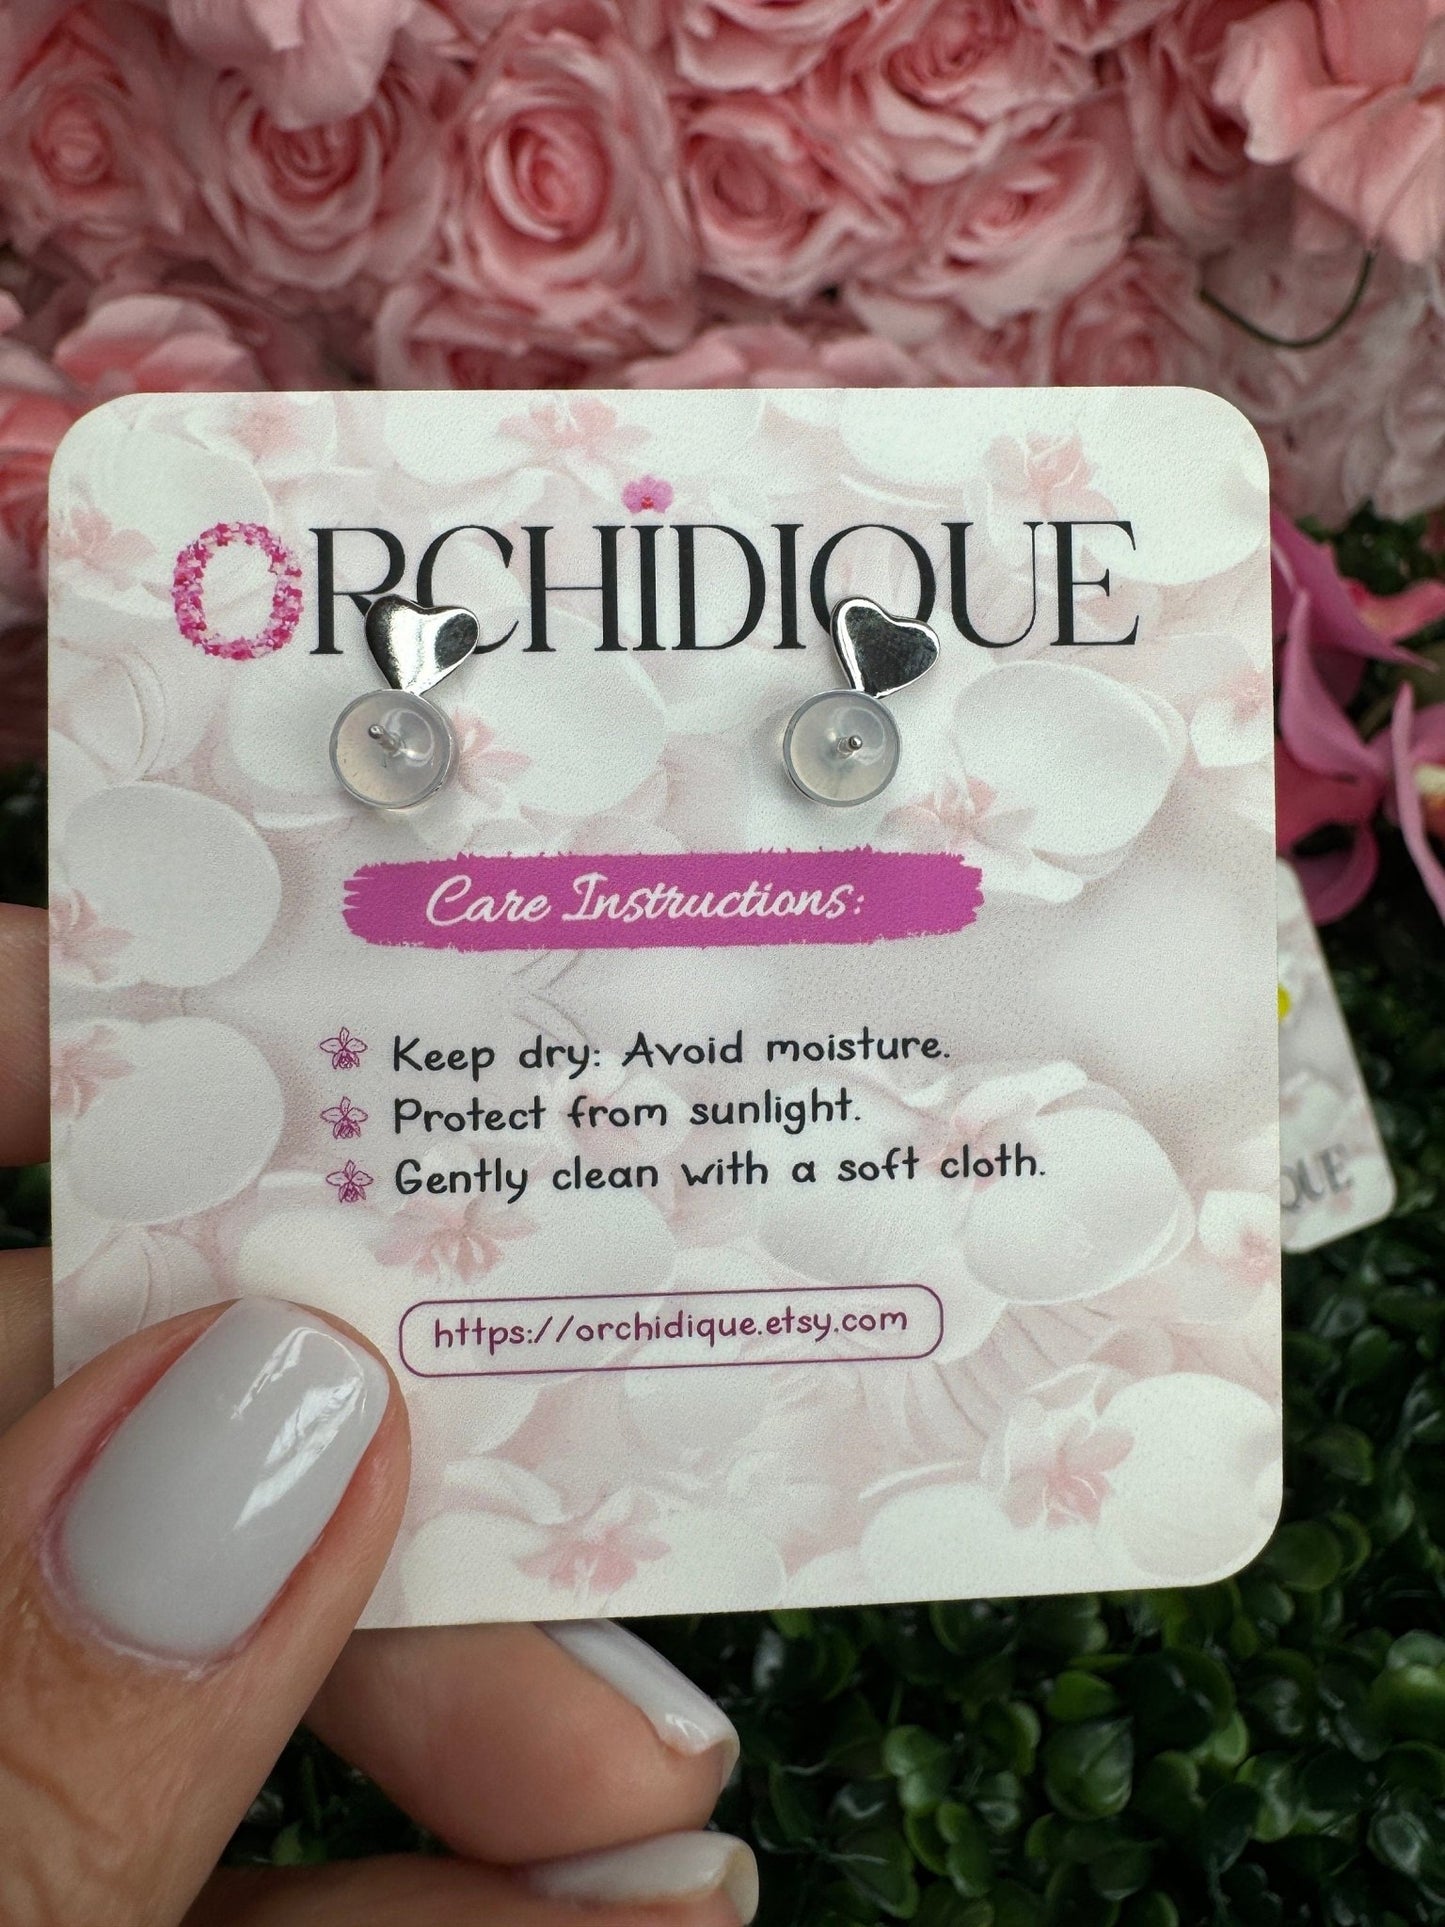 ORCHIDIQUE
Care Instructions:
Keep dry: Avoid moisture.
Protect from sunlight.
Gently clean with a soft cloth.
https://orchidique.etsy.com
QUE